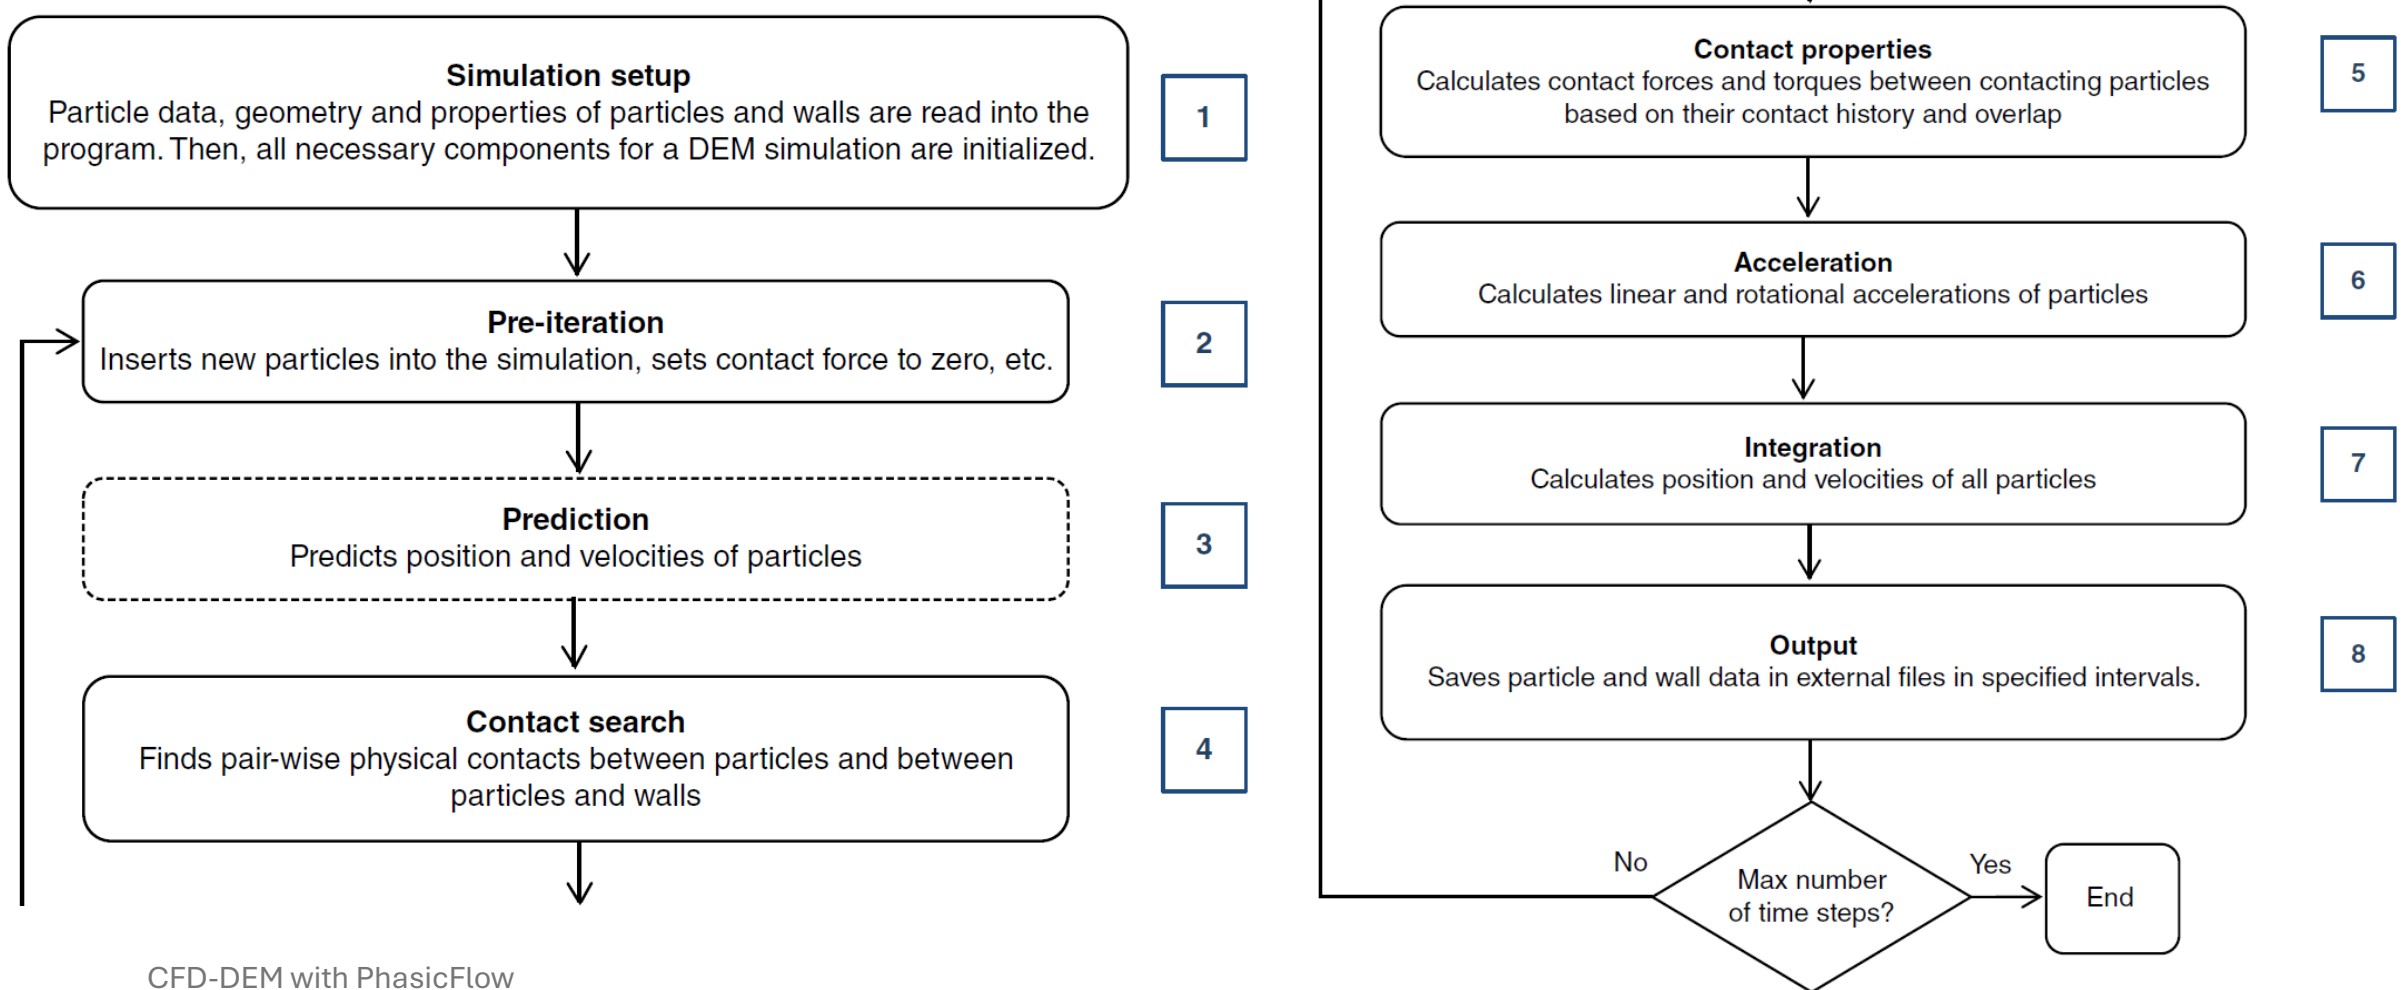 Simulation setup
Particle data, geometry and properties of particles and walls are read into the
program. Then, all necessary components for a DEM simulation are initialized.
1
Pre-iteration
Inserts new particles into the simulation, sets contact force to zero, etc.
2
Prediction
Predicts position and velocities of particles
3
Contact search
Finds pair-wise physical contacts between particles and between
particles and walls
4
CFD-DEM with PhasicFlow
Contact properties
Calculates contact forces and torques between contacting particles
based on their contact history and overlap
5
Acceleration
Calculates linear and rotational accelerations of particles
6
Integration
Calculates position and velocities of all particles
7
Output
Saves particle and wall data in external files in specified intervals.
8
No
Max number
of time steps?
Yes
End